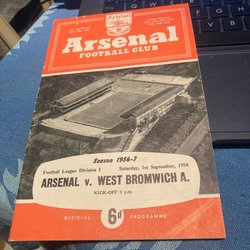 Arsenal
FOOTBALL CLUB
Season 1956-7
Football League Division I
Saturday, 1st September, 1956
ARSENAL v. WEST BROMWICH A.
KICK-OFF 3 p.m.
OFFICIAL 6d PROGRAMME